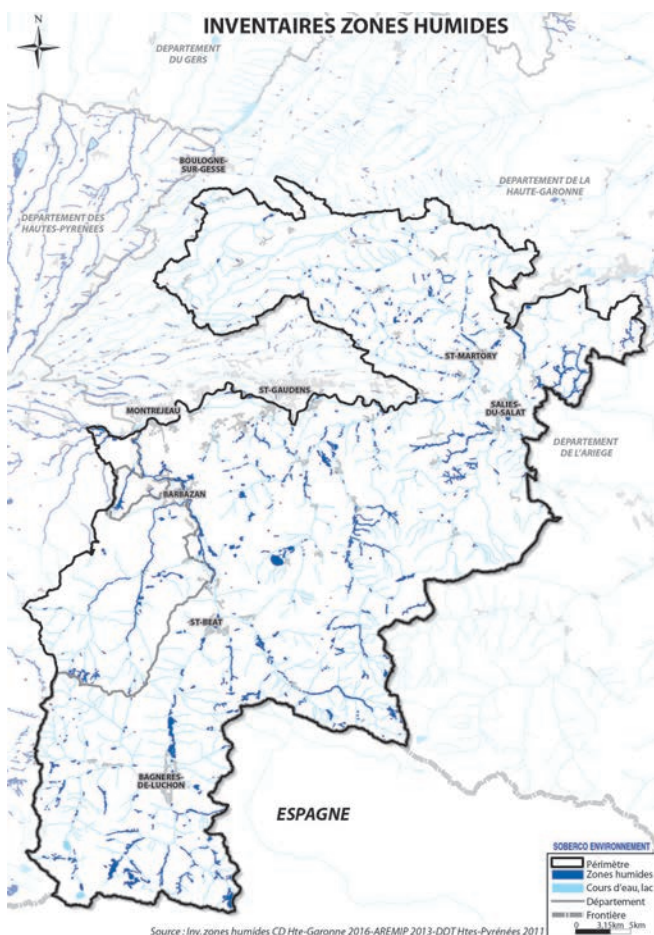 INVENTAIRES ZONES HUMIDES
N
DEPARTEMENT
DU GERS
BOULOGNE-
SUR-GESSE
DEPARTEMENT DE LA
HAUTE-GARONNE
DEPARTEMENT DES
HAUTES-PYRENEES
ST-MARTORY
ST-GAUDENS
MONTREJEAU
SALIES-
DU-SALAT
DÉPARTEMENT
DE L'ARIEGE
BARBAZAN
ST-BEAT
BAGNERES-
DE-LUCHON
ESPAGNE
SOBERCO ENVIRONNEMENT
Périmètre
Zones humides
Cours d'eau, lac
Département
Frontière
0 3,15km 5km
Source : Inv. zones humides CD Hte-Garonne 2016-AREMIP 2013-DDT Htes-Pyrénées 2011